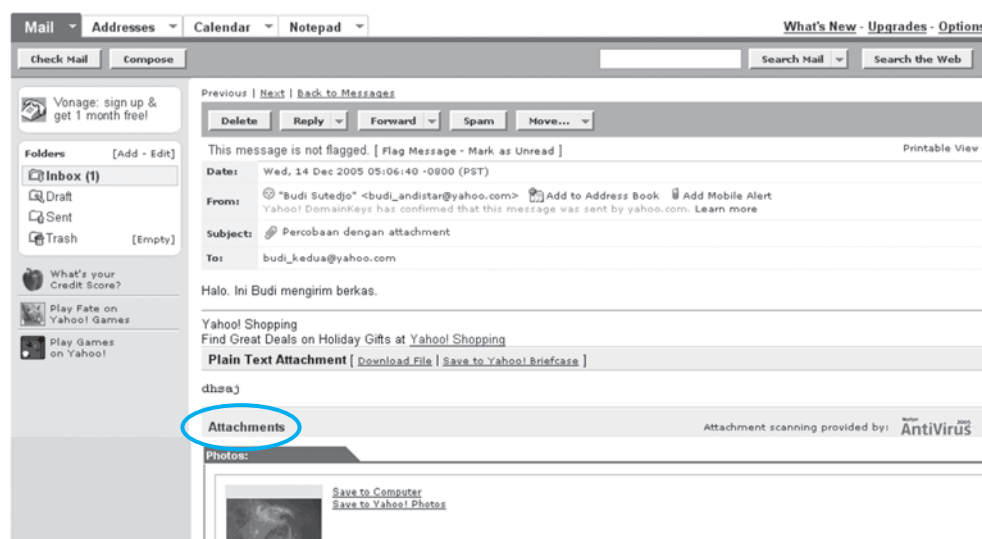 Mail Addresses Calendar Notepad What's New - Upgrades - Options
Check Mail Compose Search Mail Search the Web
Vonage: sign up &
get 1 month free!
Previous | Next | Back to Messages
Delete Reply Forward Spam Move...
This message is not flagged. [ Flag Message - Mark as Unread ] Printable View
Folders [Add - Edit]
Inbox (1)
Draft
Sent
Trash [Empty]
Date: Wed, 14 Dec 2005 05:06:40 -0800 (PST)
From: "Budi Sutedjo" <budi_andistar@yahoo.com> Add to Address Book Add Mobile Alert
Yahoo! DomainKeys has confirmed that this message was sent by yahoo.com. Learn more
Subject: Percobaan dengan attachment
To: budi_kedua@yahoo.com
What's your
Credit Score?
Play Fate on
Yahoo! Games
Play Games
on Yahoo!
Halo. Ini Budi mengirim berkas.
Yahoo! Shopping
Find Great Deals on Holiday Gifts at Yahoo! Shopping
Plain Text Attachment [ Download File | Save to Yahoo! Briefcase ]
dhsaj
Attachments Attachment scanning provided by: Norton AntiVirus 2005
Photos:
Save to Computer
Save to Yahoo! Photos